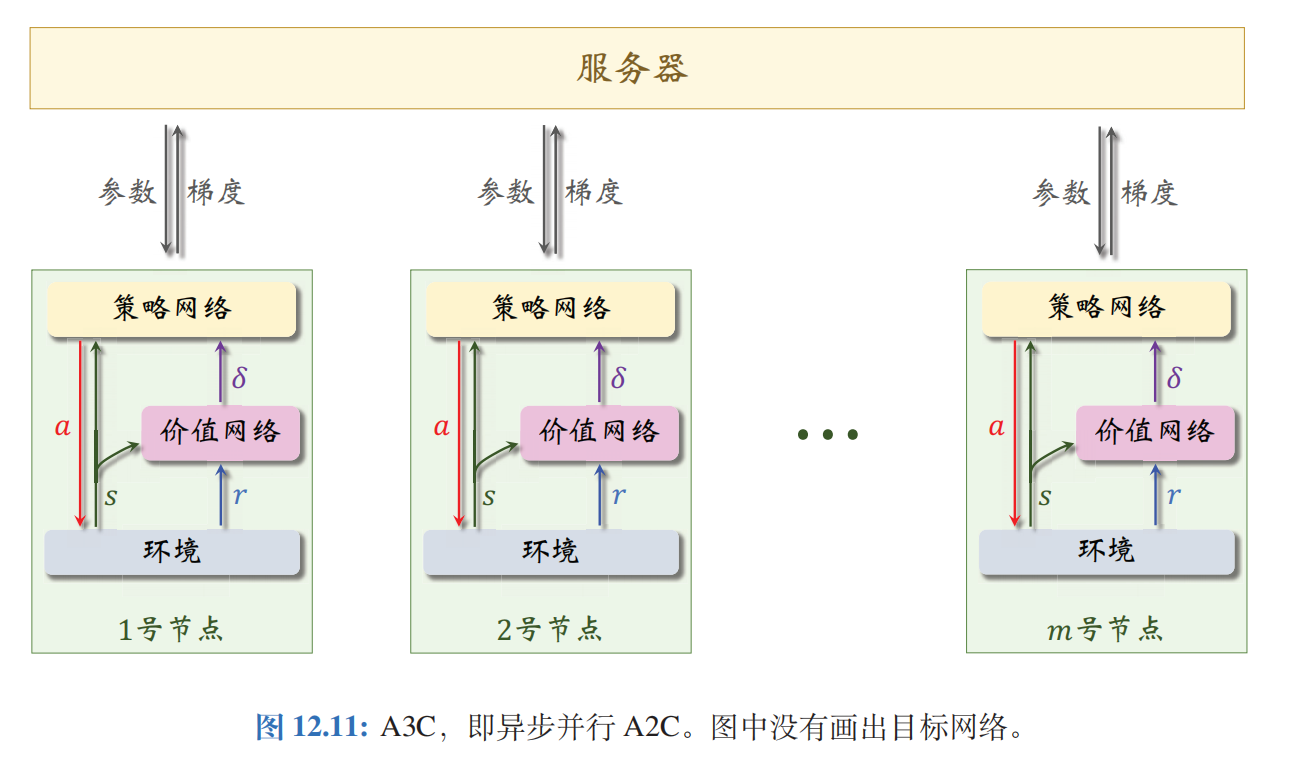 服务器
参数 梯度 参数 梯度 参数 梯度
策略网络 策略网络 策略网络
δ δ δ
a 价值网络 a 价值网络 • • • a 价值网络
s r s r s r
环境 环境 环境
1号节点 2号节点 m号节点
图 12.11: A3C，即异步并行 A2C。图中没有画出目标网络。